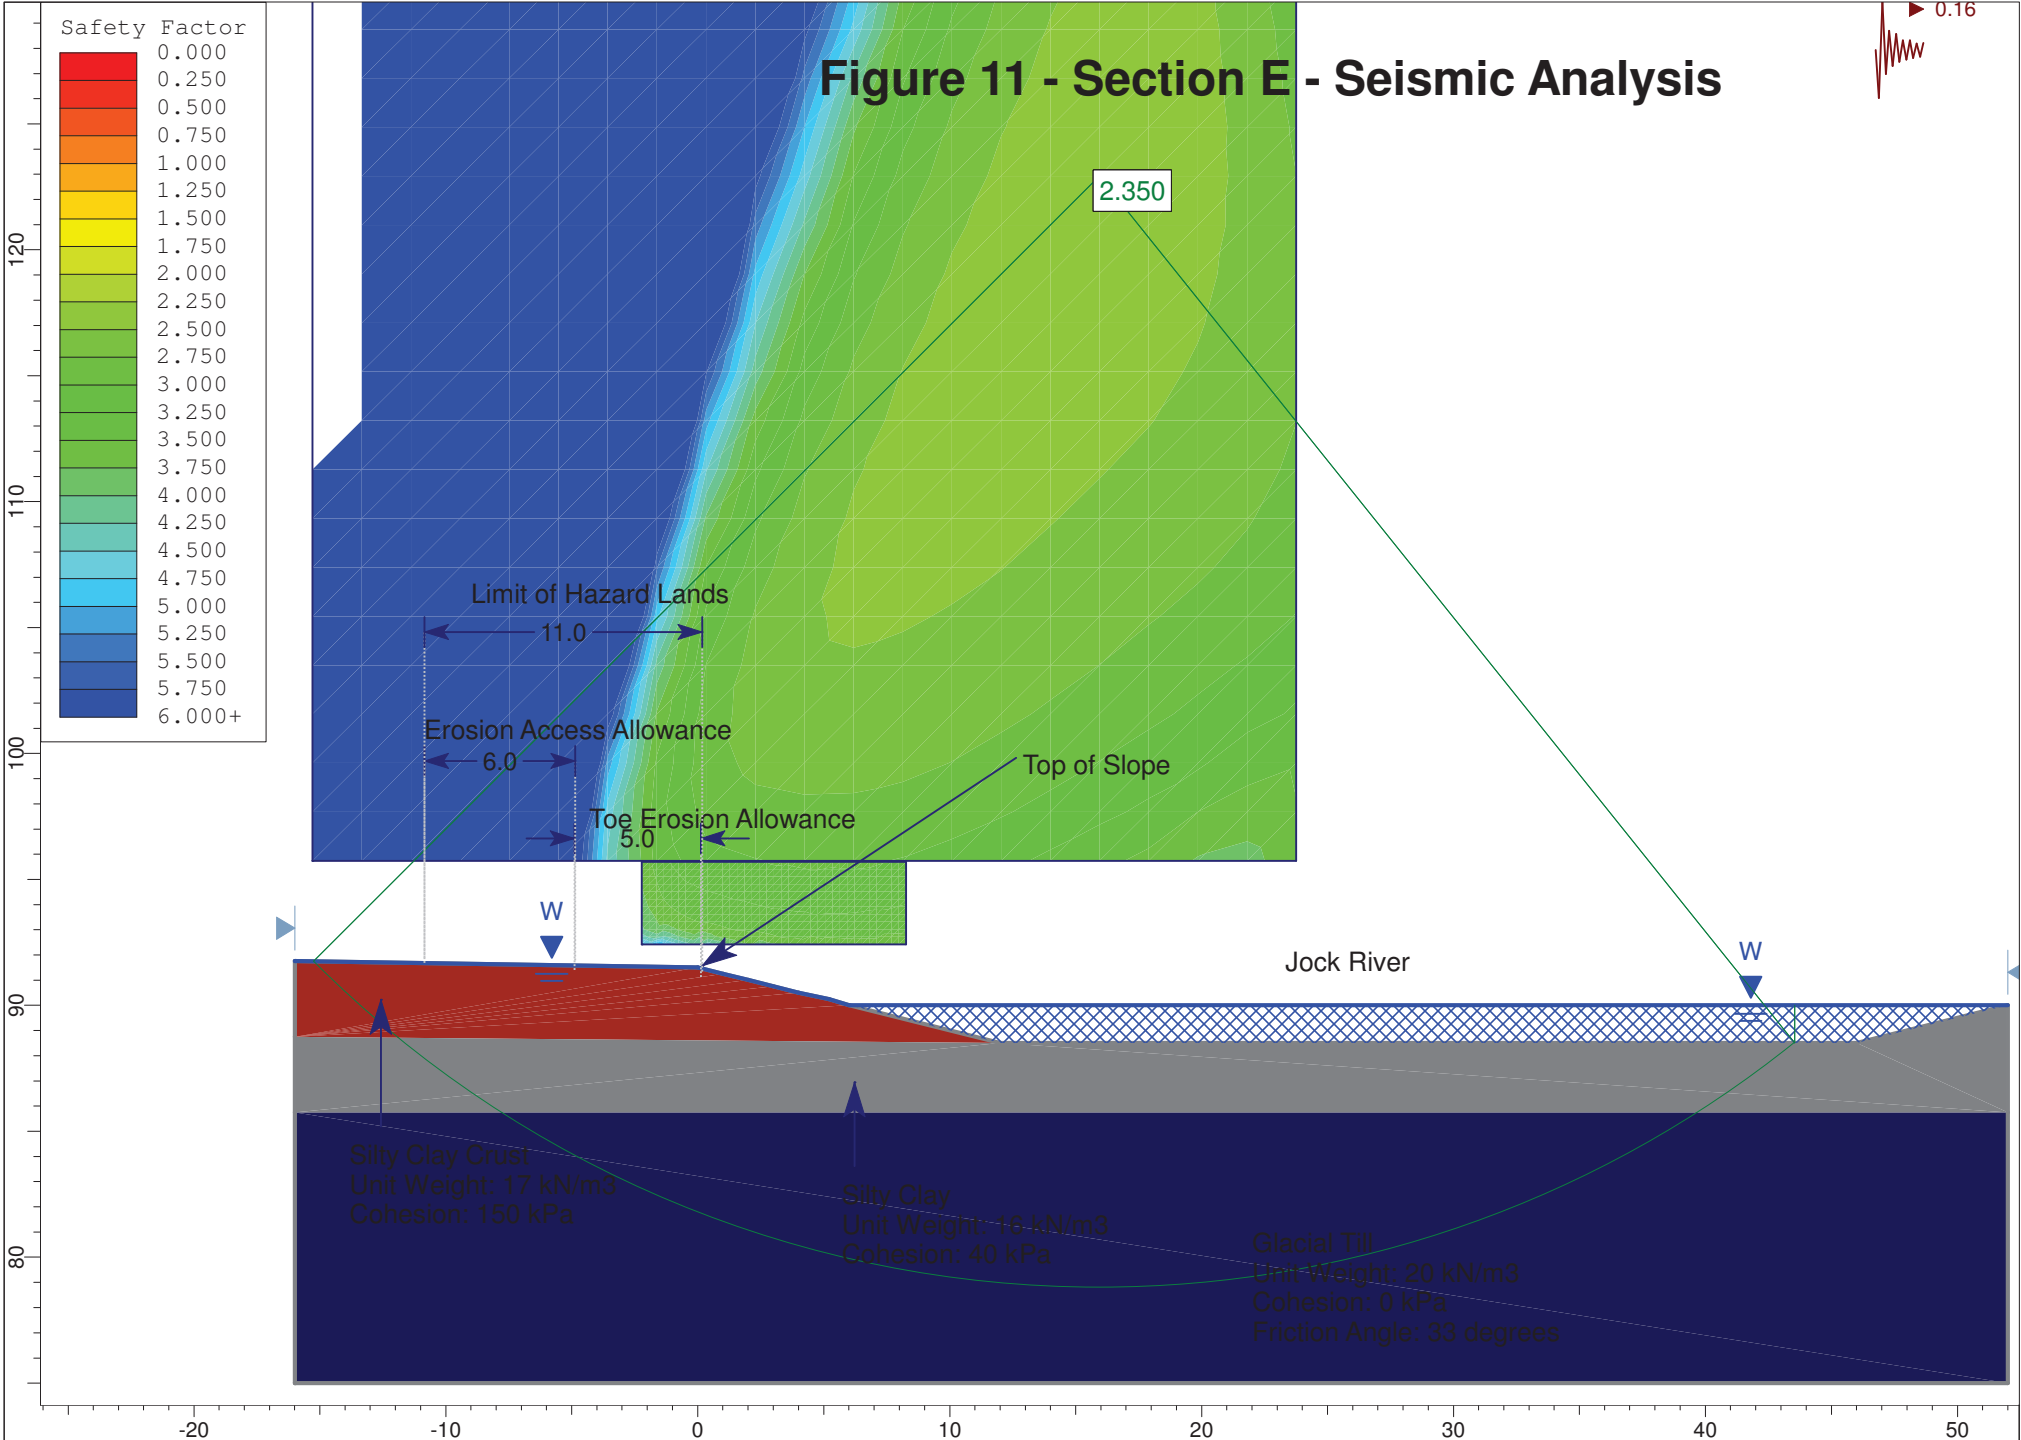 Safety Factor
0.000
0.250
0.500
0.750
1.000
1.250
1.500
1.750
2.000
2.250
2.500
2.750
3.000
3.250
3.500
3.750
4.000
4.250
4.500
4.750
5.000
5.250
5.500
5.750
6.000+
0.16
Figure 11 - Section E - Seismic Analysis
2.350
Limit of Hazard Lands
11.0
Erosion Access Allowance
6.0
Top of Slope
Toe Erosion Allowance
5.0
W
Jock River
W
Silty Clay Crust
Unit Weight: 17 kN/m3
Cohesion: 150 kPa
Silty Clay
Unit Weight: 16 kN/m3
Cohesion: 40 kPa
Glacial Till
Unit Weight: 20 kN/m3
Cohesion: 0 kPa
Friction Angle: 33 degrees
120
110
100
90
80
-20
-10
0
10
20
30
40
50